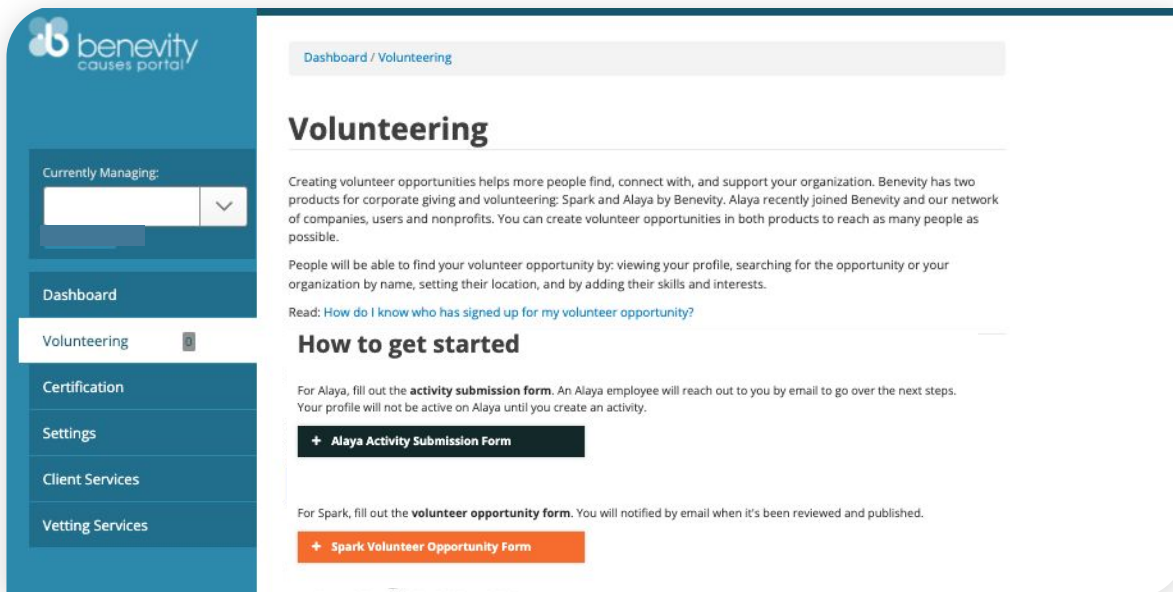 benevity
causes portal
Currently Managing:
Dashboard
Volunteering 0
Certification
Settings
Client Services
Vetting Services
Dashboard / Volunteering
Volunteering
Creating volunteer opportunities helps more people find, connect with, and support your organization. Benevity has two
products for corporate giving and volunteering: Spark and Alaya by Benevity. Alaya recently joined Benevity and our network
of companies, users and nonprofits. You can create volunteer opportunities in both products to reach as many people as
possible.
People will be able to find your volunteer opportunity by: viewing your profile, searching for the opportunity or your
organization by name, setting their location, and by adding their skills and interests.
Read: How do I know who has signed up for my volunteer opportunity?
How to get started
For Alaya, fill out the activity submission form. An Alaya employee will reach out to you by email to go over the next steps.
Your profile will not be active on Alaya until you create an activity.
+ Alaya Activity Submission Form
For Spark, fill out the volunteer opportunity form. You will notified by email when it's been reviewed and published.
+ Spark Volunteer Opportunity Form